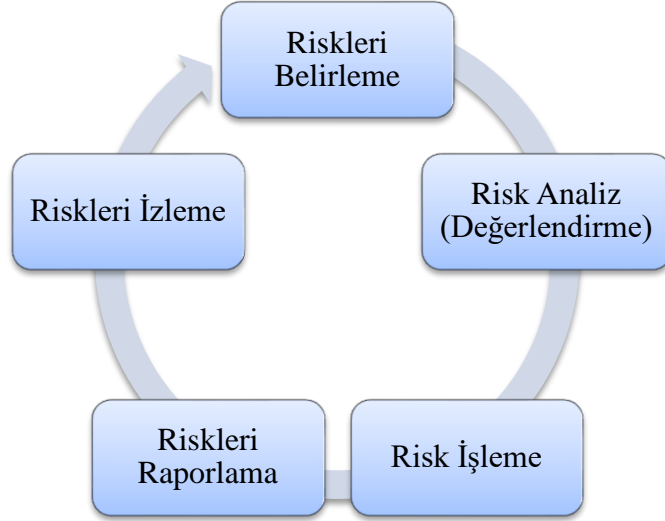 Riskleri
Belirleme
Risk Analiz
(Değerlendirme)
Risk İşleme
Riskleri
Raporlama
Riskleri İzleme